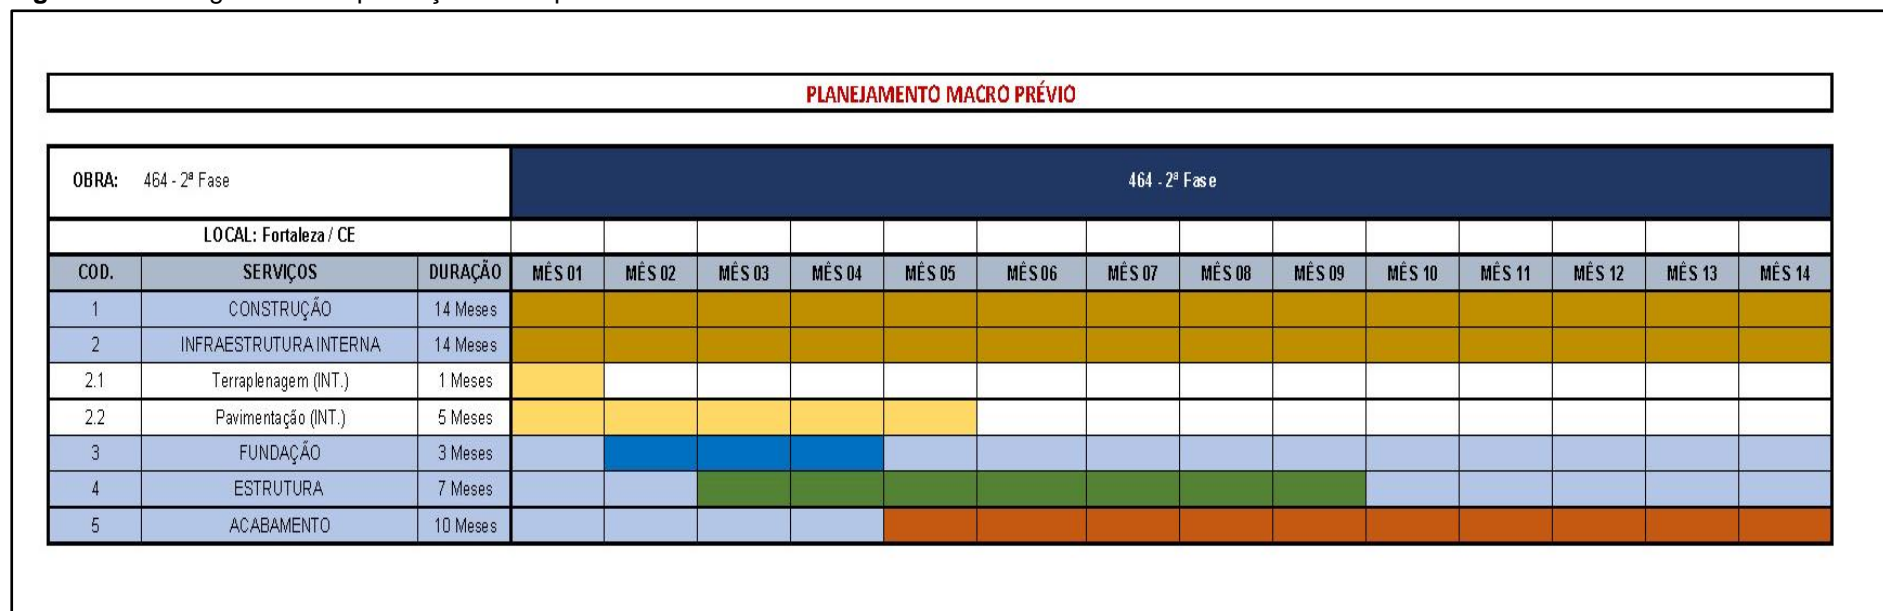 PLANEJAMENTO MACRO PRÉVIO
OBRA: 464 - 2ª Fase 464 - 2ª Fase
LOCAL: Fortaleza / CE
COD. SERVIÇOS DURAÇÃO MÊS 01 MÊS 02 MÊS 03 MÊS 04 MÊS 05 MÊS 06 MÊS 07 MÊS 08 MÊS 09 MÊS 10 MÊS 11 MÊS 12 MÊS 13 MÊS 14
1 CONSTRUÇÃO 14 Meses
2 INFRAESTRUTURA INTERNA 14 Meses
2.1 Terraplenagem (INT.) 1 Meses
2.2 Pavimentação (INT.) 5 Meses
3 FUNDAÇÃO 3 Meses
4 ESTRUTURA 7 Meses
5 ACABAMENTO 10 Meses